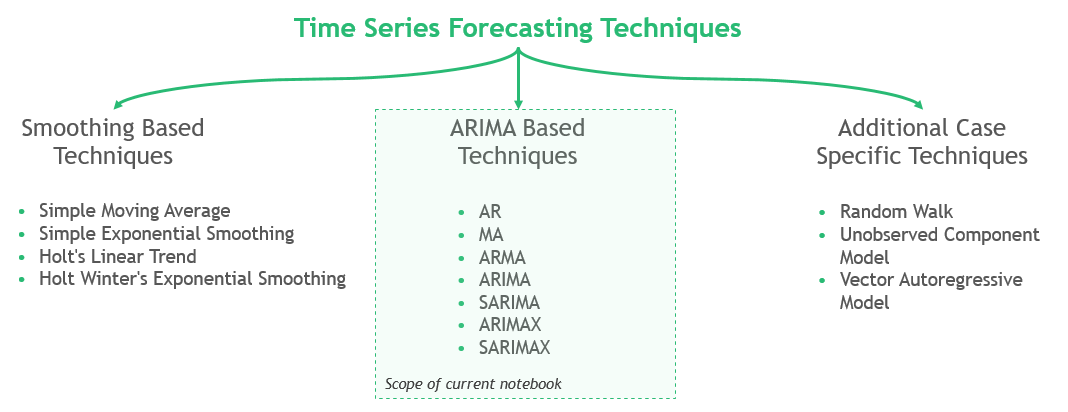 Time Series Forecasting Techniques
Smoothing Based
Techniques
• Simple Moving Average
• Simple Exponential Smoothing
• Holt's Linear Trend
• Holt Winter's Exponential Smoothing
ARIMA Based
Techniques
• AR
• MA
• ARMA
• ARIMA
• SARIMA
• ARIMAX
• SARIMAX
Scope of current notebook
Additional Case
Specific Techniques
• Random Walk
• Unobserved Component
Model
• Vector Autoregressive
Model